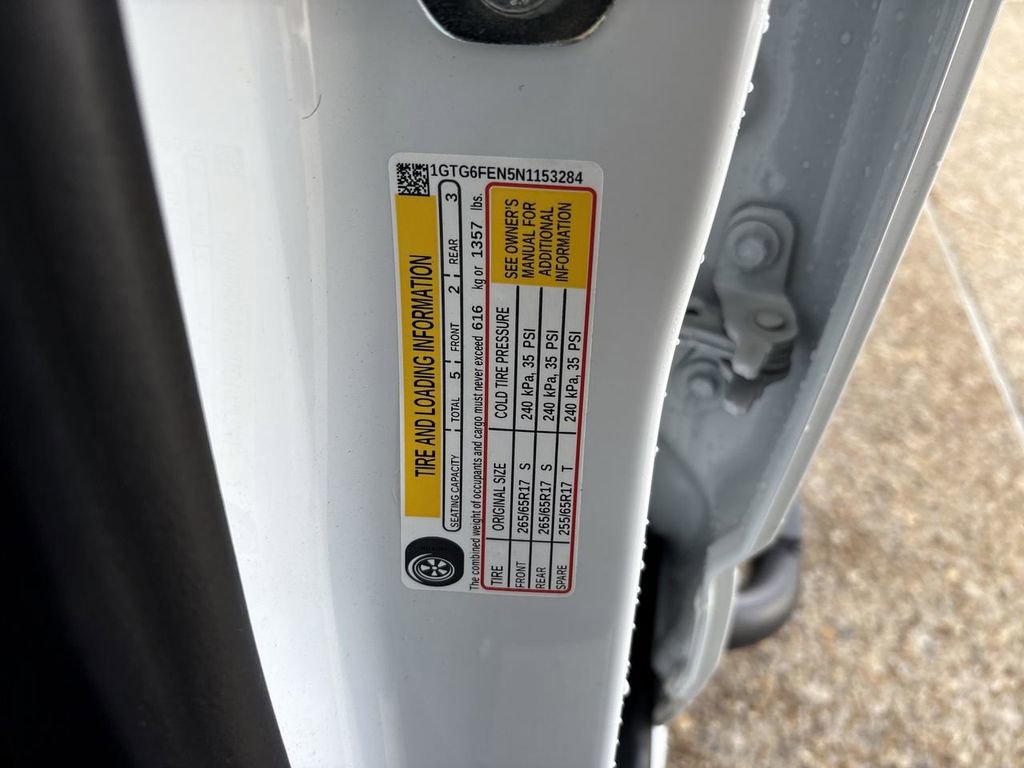 1GTG6FEN5N1153284
TIRE AND LOADING INFORMATION
SEATING CAPACITY TOTAL 5 FRONT 2 REAR 3
The combined weight of occupants and cargo must never exceed 616 kg or 1357 lbs.
TIRE ORIGINAL SIZE COLD TIRE PRESSURE
FRONT 265/65R17 S 240 kPa, 35 PSI
REAR 265/65R17 S 240 kPa, 35 PSI
SPARE 255/65R17 T 240 kPa, 35 PSI
SEE OWNER'S
MANUAL FOR
ADDITIONAL
INFORMATION